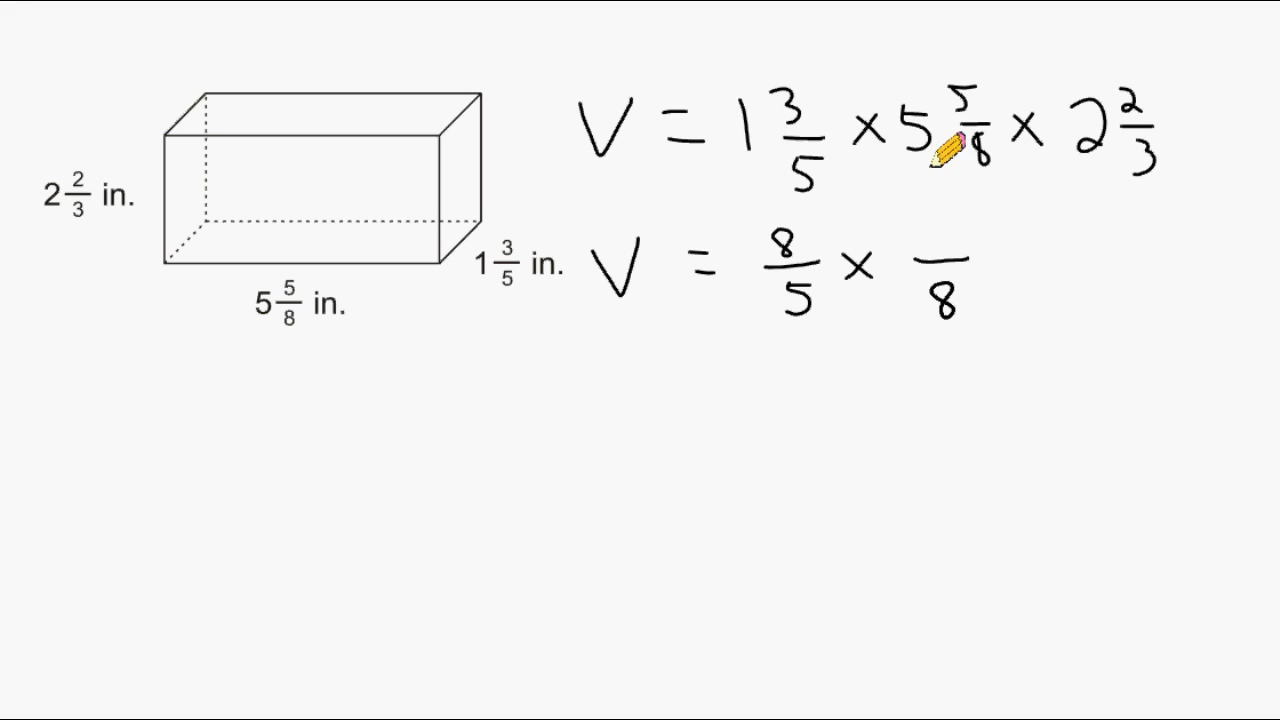 V = 1 3/5 × 5 5/8 × 2 2/3
2 2/3 in.
V = 8/5 × /8
1 3/5 in.
5 5/8 in.